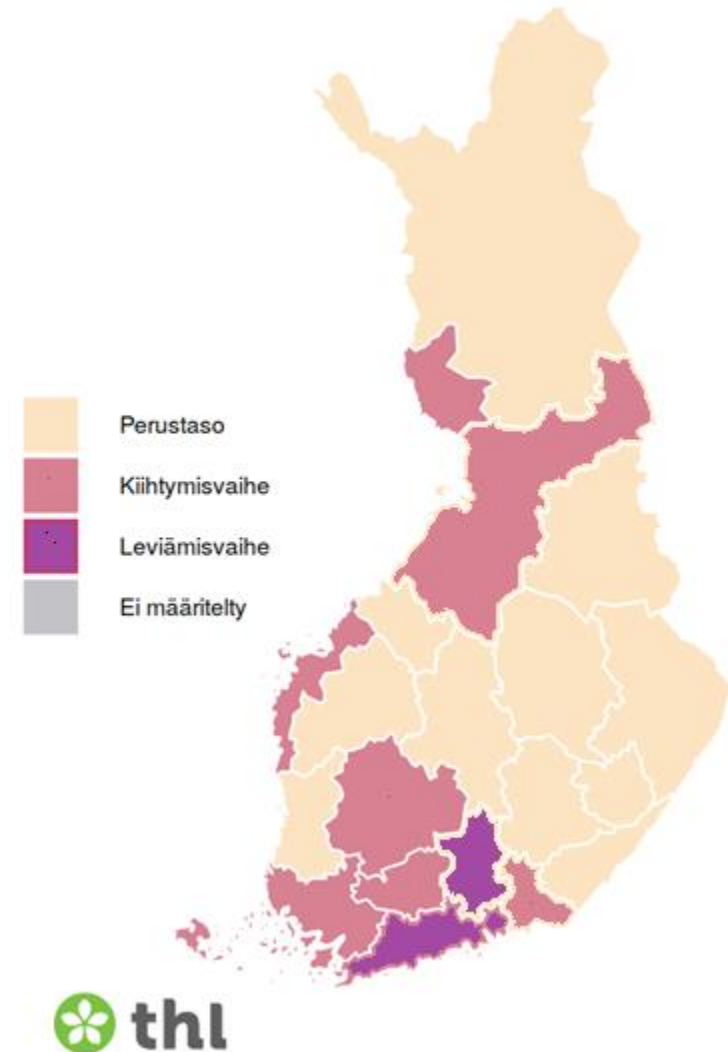 Perustaso
Kiihtymisvaihe
Leviämisvaihe
Ei määritelty
thl